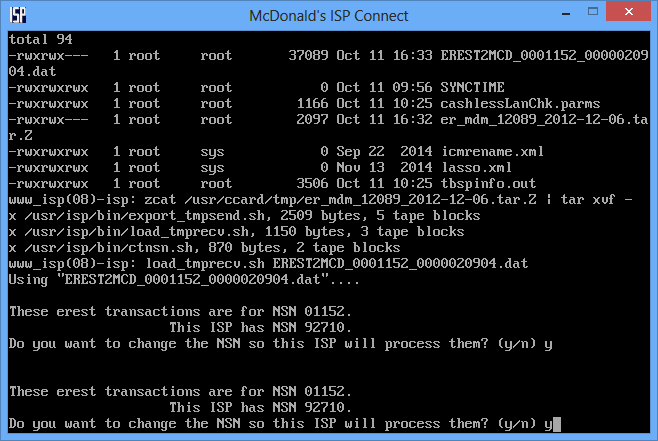 ISP McDonald's ISP Connect
total 94
-rwxrwx--- 1 root root 37089 Oct 11 16:33 EREST2MCD_0001152_00000209
04.dat
-rwxrwxrwx 1 root root 0 Oct 11 09:56 SYNCTIME
-rwxrwxrwx 1 root root 1166 Oct 11 10:25 cashlessLanChk.parms
-rwxrwx--- 1 root root 2097 Oct 11 16:32 er_mdm_12089_2012-12-06.ta
r.Z
-rwxrwxrwx 1 root sys 0 Sep 22 2014 icmrename.xml
-rwxrwxrwx 1 root sys 0 Nov 13 2014 lasso.xml
-rwxrwxrwx 1 root root 3506 Oct 11 10:25 tbspinfo.out
www_isp(08)-isp: zcat /usr/ccard/tmp/er_mdm_12089_2012-12-06.tar.Z | tar xvf -
x /usr/isp/bin/export_tmpsend.sh, 2509 bytes, 5 tape blocks
x /usr/isp/bin/load_tmprecv.sh, 1150 bytes, 3 tape blocks
x /usr/isp/bin/ctnsn.sh, 870 bytes, 2 tape blocks
www_isp(08)-isp: load_tmprecv.sh EREST2MCD_0001152_0000020904.dat
Using "EREST2MCD_0001152_0000020904.dat"....
These erest transactions are for NSN 01152.
This ISP has NSN 92710.
Do you want to change the NSN so this ISP will process them? (y/n) y
These erest transactions are for NSN 01152.
This ISP has NSN 92710.
Do you want to change the NSN so this ISP will process them? (y/n) y